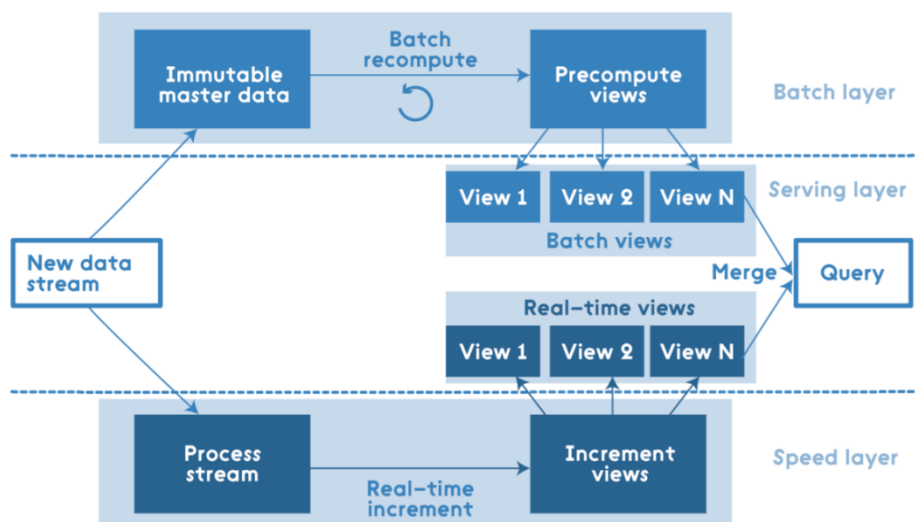 Batch
recompute
Immutable
master data
Precompute
views
Batch layer
View 1
View 2
View N
Serving layer
Batch views
New data
stream
Merge
Query
Real-time views
View 1
View 2
View N
Process
stream
Increment
views
Speed layer
Real-time
increment